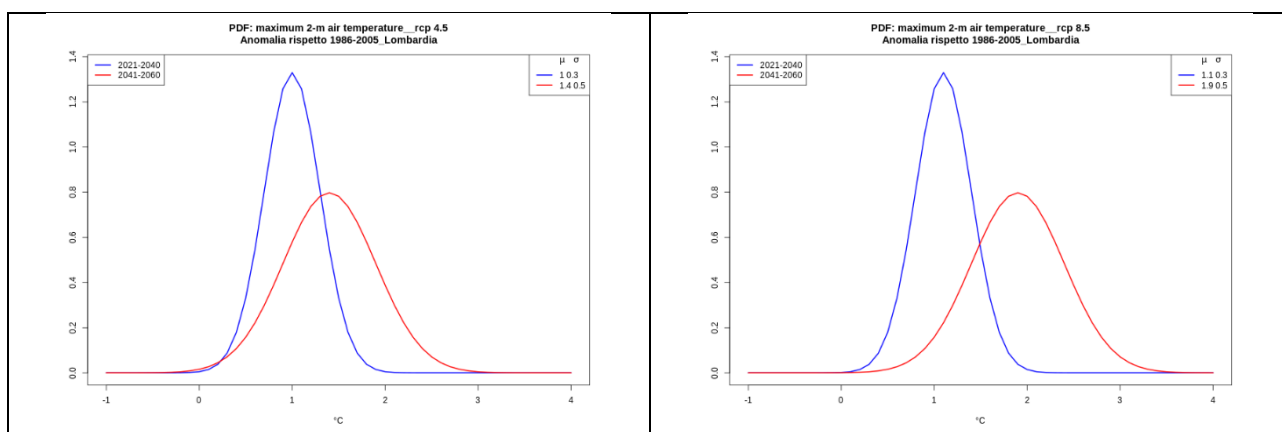 PDF: maximum 2-m air temperature__rcp 4.5
Anomalia rispetto 1986-2005_Lombardia
2021-2040
2041-2060
μ σ
1 0.3
1.4 0.5
1.4
1.2
1.0
0.8
0.6
0.4
0.2
0.0
-1 0 1 2 3 4
°C
PDF: maximum 2-m air temperature__rcp 8.5
Anomalia rispetto 1986-2005_Lombardia
2021-2040
2041-2060
μ σ
1.1 0.3
1.9 0.5
1.4
1.2
1.0
0.8
0.6
0.4
0.2
0.0
-1 0 1 2 3 4
°C